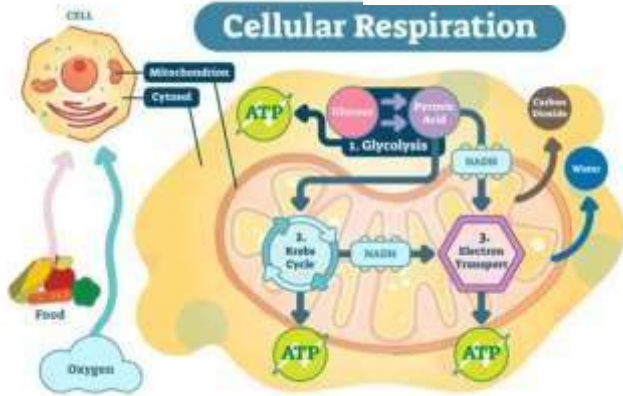 Cellular Respiration
CELL
Mitochondrion
Cytosol
ATP
Glucose
Pyruvic
Acid
1. Glycolysis
NADH
Carbon
Dioxide
Water
2.
Krebs
Cycle
NADH
3.
Electron
Transport
Food
Oxygen
ATP
ATP